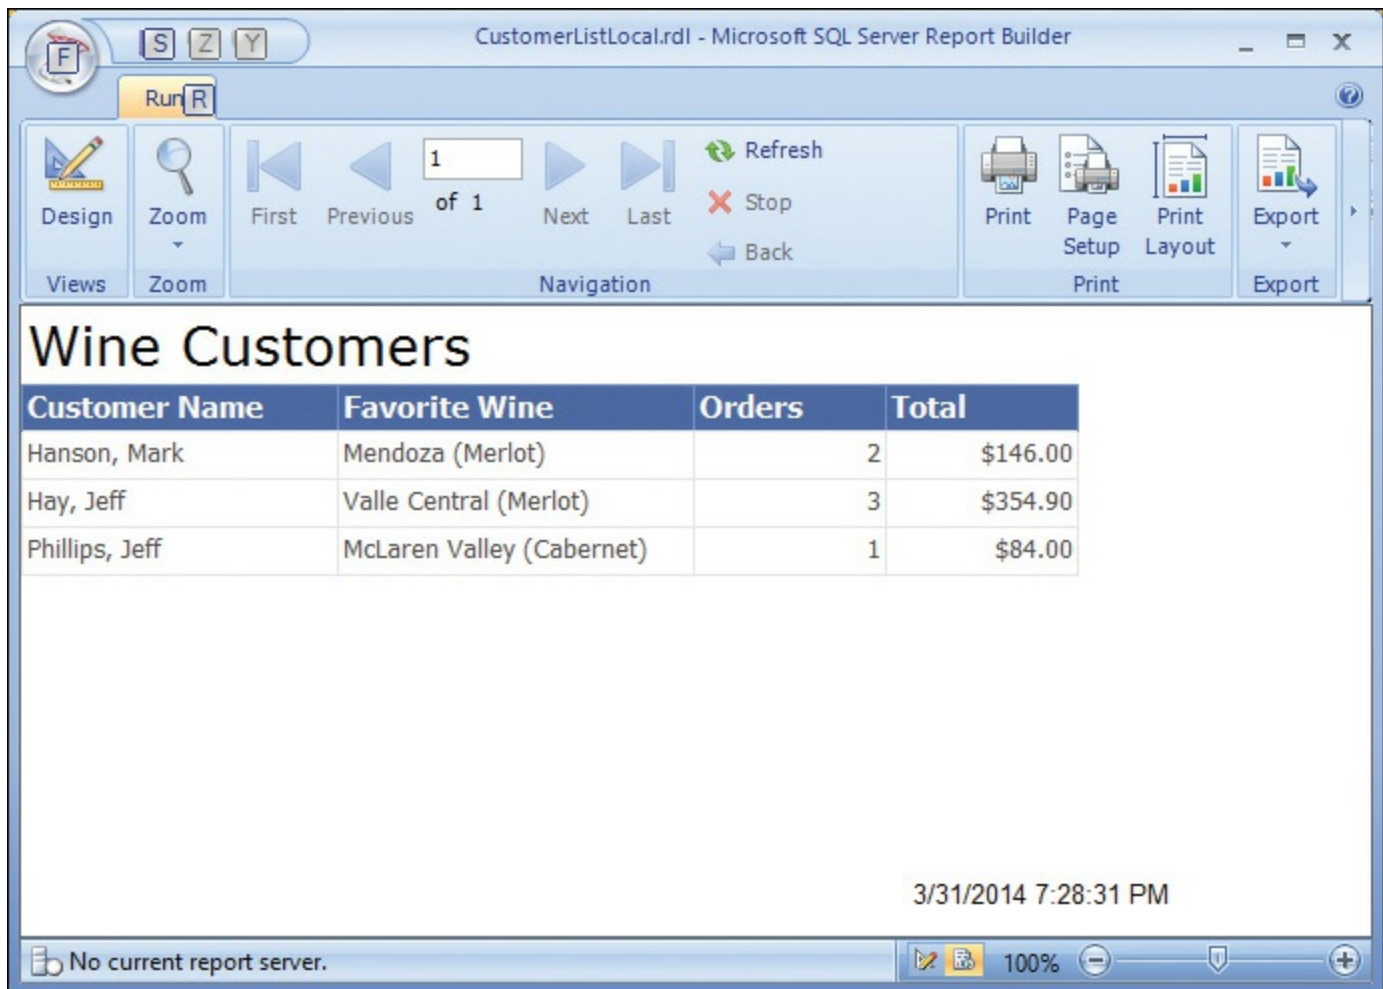 S Z Y
CustomerListLocal.rdl - Microsoft SQL Server Report Builder
F
Run R
Design
Zoom
First
Previous
1
of 1
Next
Last
Refresh
Stop
Back
Print
Page Setup
Print Layout
Export
Views
Zoom
Navigation
Print
Export
Wine Customers
Customer Name Favorite Wine Orders Total
Hanson, Mark Mendoza (Merlot) 2 $146.00
Hay, Jeff Valle Central (Merlot) 3 $354.90
Phillips, Jeff McLaren Valley (Cabernet) 1 $84.00
3/31/2014 7:28:31 PM
No current report server.
100%